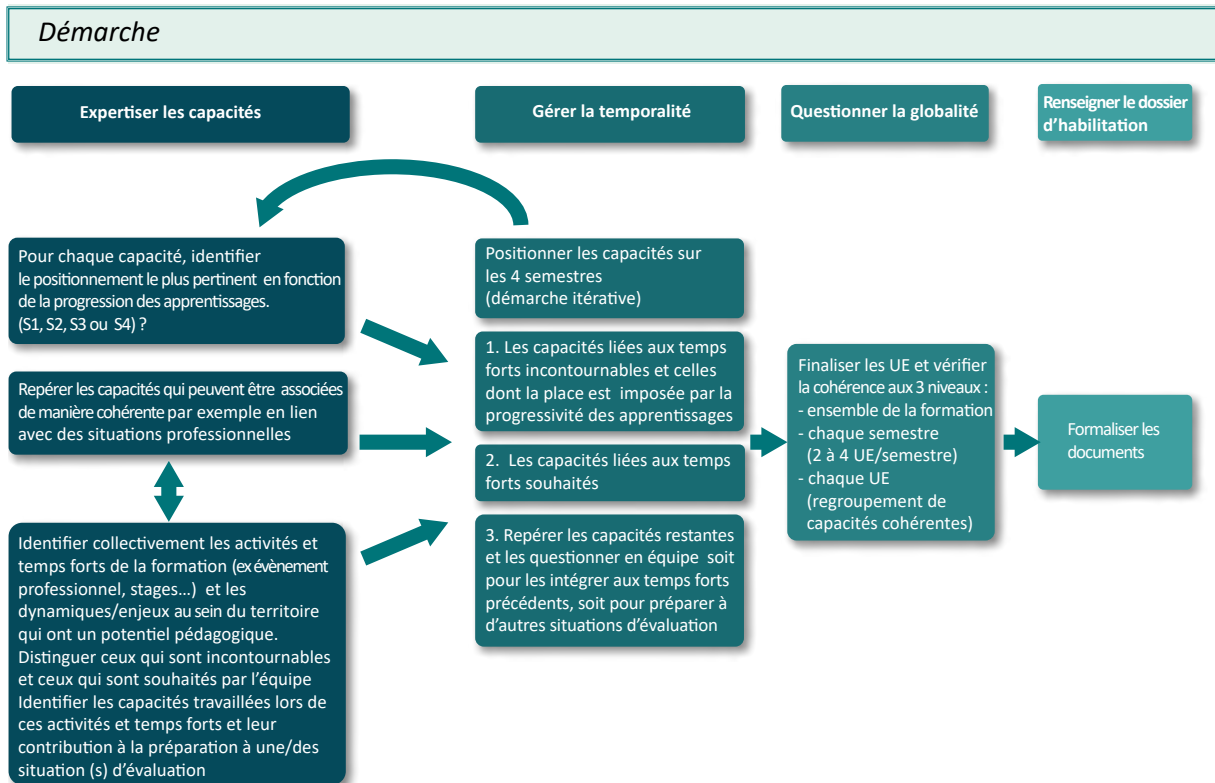 Démarche
Expertiser les capacités
Gérer la temporalité
Questionner la globalité
Renseigner le dossier
d’habilitation
Pour chaque capacité, identifier
le positionnement le plus pertinent en fonction
de la progression des apprentissages.
(S1, S2, S3 ou S4) ?
Repérer les capacités qui peuvent être associées
de manière cohérente par exemple en lien
avec des situations professionnelles
Identifier collectivement les activités et
temps forts de la formation (ex évènement
professionnel, stages...) et les
dynamiques/enjeux au sein du territoire
qui ont un potentiel pédagogique.
Distinguer ceux qui sont incontournables
et ceux qui sont souhaités par l’équipe
Identifier les capacités travaillées lors de
ces activités et temps forts et leur
contribution à la préparation à une/des
situation (s) d’évaluation
Positionner les capacités sur
les 4 semestres
(démarche itérative)
1. Les capacités liées aux temps
forts incontournables et celles
dont la place est imposée par la
progressivité des apprentissages
2. Les capacités liées aux temps
forts souhaités
3. Repérer les capacités restantes
et les questionner en équipe soit
pour les intégrer aux temps forts
précédents, soit pour préparer à
d’autres situations d’évaluation
Finaliser les UE et vérifier
la cohérence aux 3 niveaux :
- ensemble de la formation
- chaque semestre
(2 à 4 UE/semestre)
- chaque UE
(regroupement de
capacités cohérentes)
Formaliser les
documents